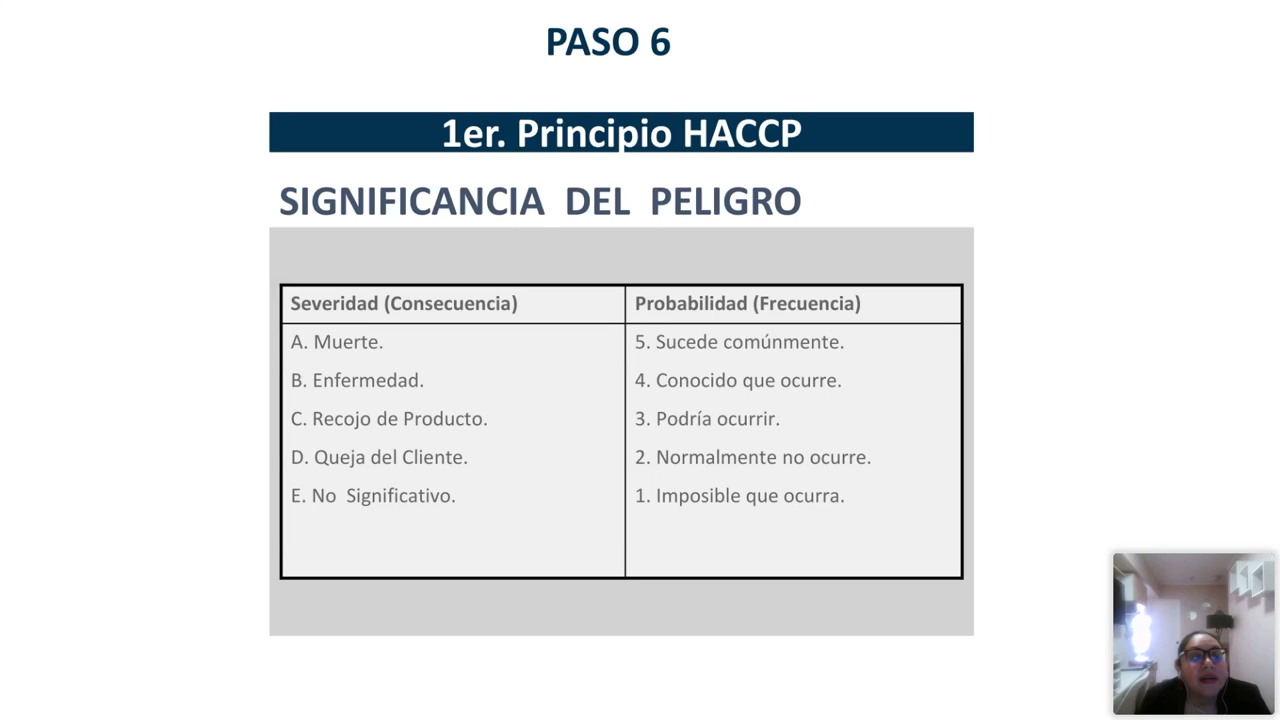 PASO 6
1er. Principio HACCP
SIGNIFICANCIA DEL PELIGRO
Severidad (Consecuencia)
Probabilidad (Frecuencia)
A. Muerte.
5. Sucede comúnmente.
B. Enfermedad.
4. Conocido que ocurre.
C. Recojo de Producto.
3. Podría ocurrir.
D. Queja del Cliente.
2. Normalmente no ocurre.
E. No Significativo.
1. Imposible que ocurra.